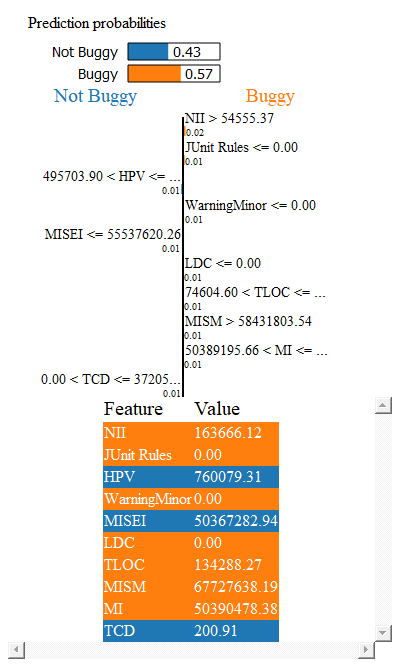 Prediction probabilities
Not Buggy 0.43
Buggy 0.57
Not Buggy Buggy
NII > 54555.37
0.02
JUnit Rules <= 0.00
0.01
495703.90 < HPV <= ...
0.01
WarningMinor <= 0.00
0.01
MISEI <= 55537620.26
0.01
LDC <= 0.00
0.01
74604.60 < TLOC <= ...
0.01
MISM > 58431803.54
0.01
50389195.66 < MI <= ...
0.01
0.00 < TCD <= 37205...
0.01
Feature Value
NII 163666.12
JUnit Rules 0.00
HPV 760079.31
WarningMinor 0.00
MISEI 50367282.94
LDC 0.00
TLOC 134288.27
MISM 67727638.19
MI 50390478.38
TCD 200.91